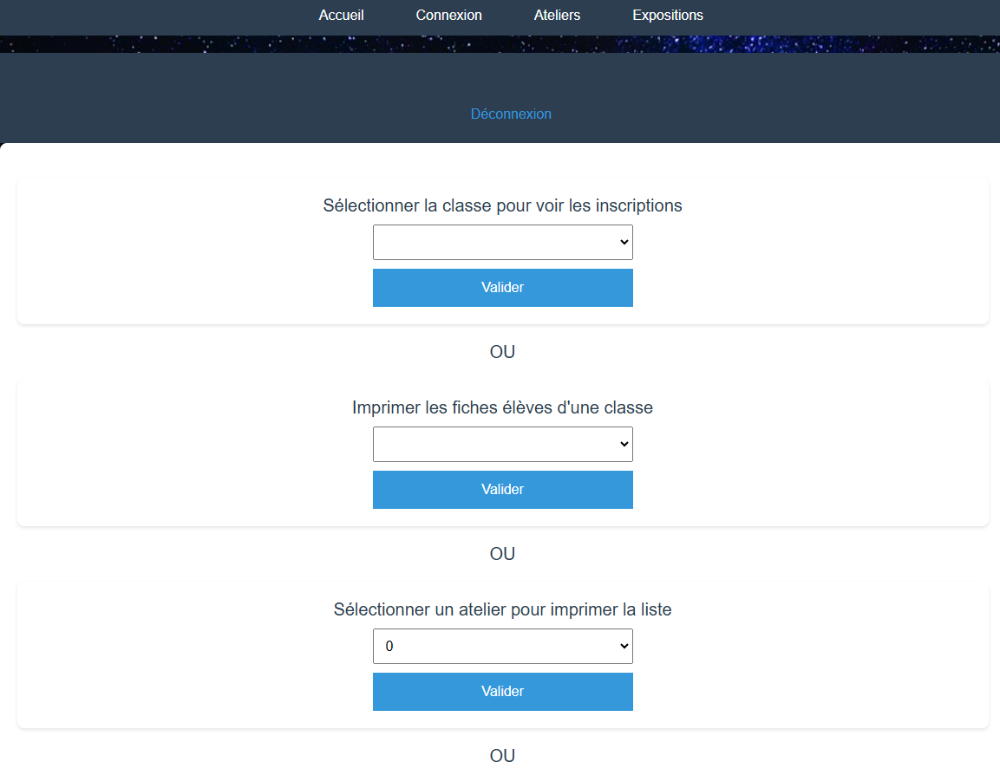 Accueil Connexion Ateliers Expositions
Déconnexion
Sélectionner la classe pour voir les inscriptions
Valider
OU
Imprimer les fiches élèves d'une classe
Valider
OU
Sélectionner un atelier pour imprimer la liste
0
Valider
OU